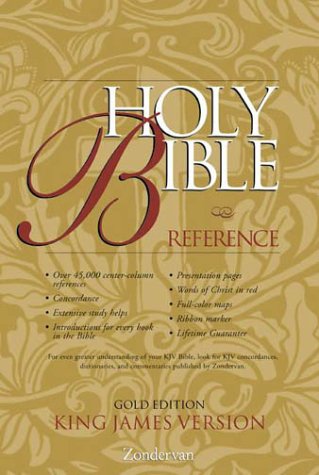 HOLY
BIBLE
REFERENCE
• Over 45,000 center-column
references
• Concordance
• Extensive study helps
• Introductions for every book
in the Bible
• Presentation pages
• Words of Christ in red
• Full-color maps
• Ribbon marker
• Lifetime Guarantee
For even greater understanding of your KJV Bible, look for KJV concordances,
dictionaries, and commentaries published by Zondervan.
GOLD EDITION
KING JAMES VERSION
Zondervan